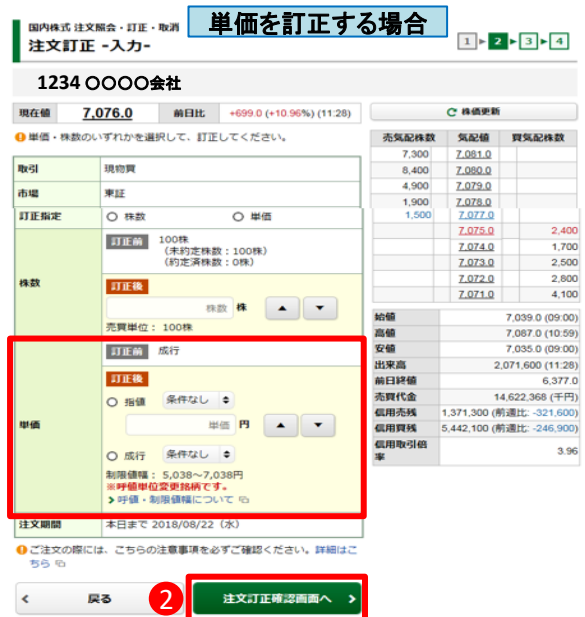 国内株式 注文照会・訂正・取消
単価を訂正する場合
注文訂正 -入力-
1 2 3 4
1234 〇〇〇〇会社
現在値 7,076.0 前日比 +699.0 (+10.96%) (11:28)
株価更新
単価・株数のいずれかを選択して、訂正してください。
取引 現物買
市場 東証
訂正指定 株数 単価
株数
訂正前 100株
(未約定株数：100株)
(約定済株数：0株)
訂正後
株数 株
売買単位： 100株
単価
訂正前 成行
訂正後
指値 条件なし
単価 円
成行 条件なし
制限値幅： 5,038～7,038円
※呼値単位変更銘柄です。
呼値・制限値幅について
注文期間 本日まで 2018/08/22 （水）
ご注文の際には、こちらの注意事項を必ずご確認ください。詳細はこ
ちら
< 戻る
2
注文訂正確認画面へ >
売気配株数 気配値 買気配株数
7,300 7,081.0
8,400 7,080.0
4,900 7,079.0
1,900 7,078.0
1,500 7,077.0
7,075.0 2,400
7,074.0 1,700
7,073.0 2,500
7,072.0 2,800
7,071.0 4,100
始値 7,039.0 (09:00)
高値 7,087.0 (10:59)
安値 7,035.0 (09:00)
出来高 2,071,600 (11:28)
前日終値 6,377.0
売買代金 14,622,368 (千円)
信用売残 1,371,300 (前週比: -321,600)
信用買残 5,442,100 (前週比: -246,900)
信用取引倍
率 3.96